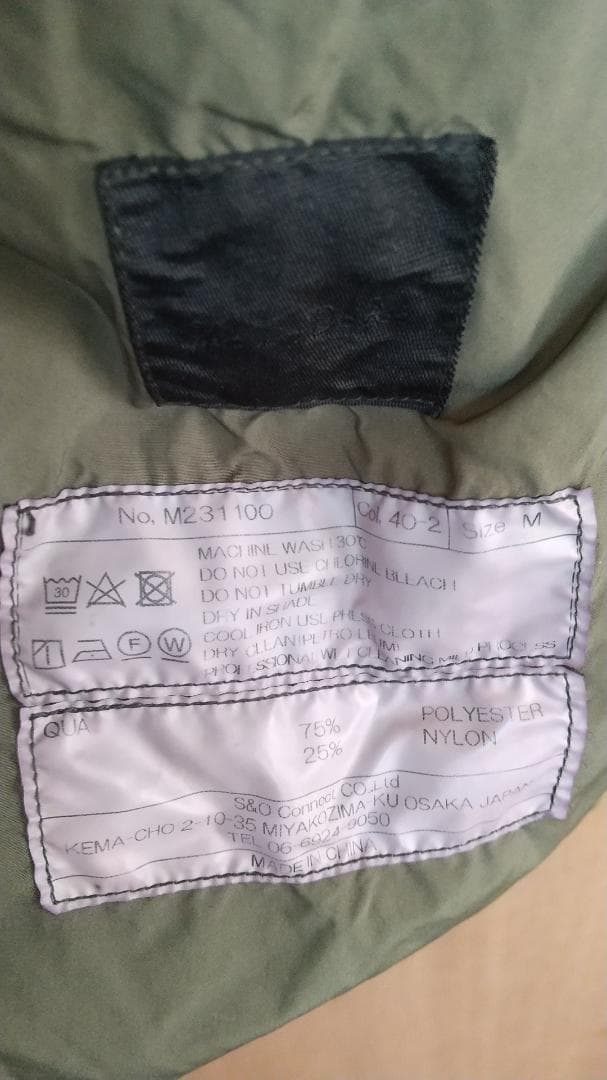 No, M231100 Col, 40-2 Size M
MACHINE WASH 30℃
DO NOT USE CHLORINE BLEACH
DO NOT TUMBLE DRY
DRY IN SHADE
COOL IRON USE PRESS CLOTH
DRY CLEAN(PETROLEUM)
PROFESSIONAL WET CLEANING MILD PROCESS
30
F W
QUA 75% POLYESTER
25% NYLON
S&O Connect CO.,Ltd
KEMA-CHO 2-10-35 MIYAKOZIMA-KU OSAKA JAPAN
TEL 06-6924-9050
MADE IN CHINA